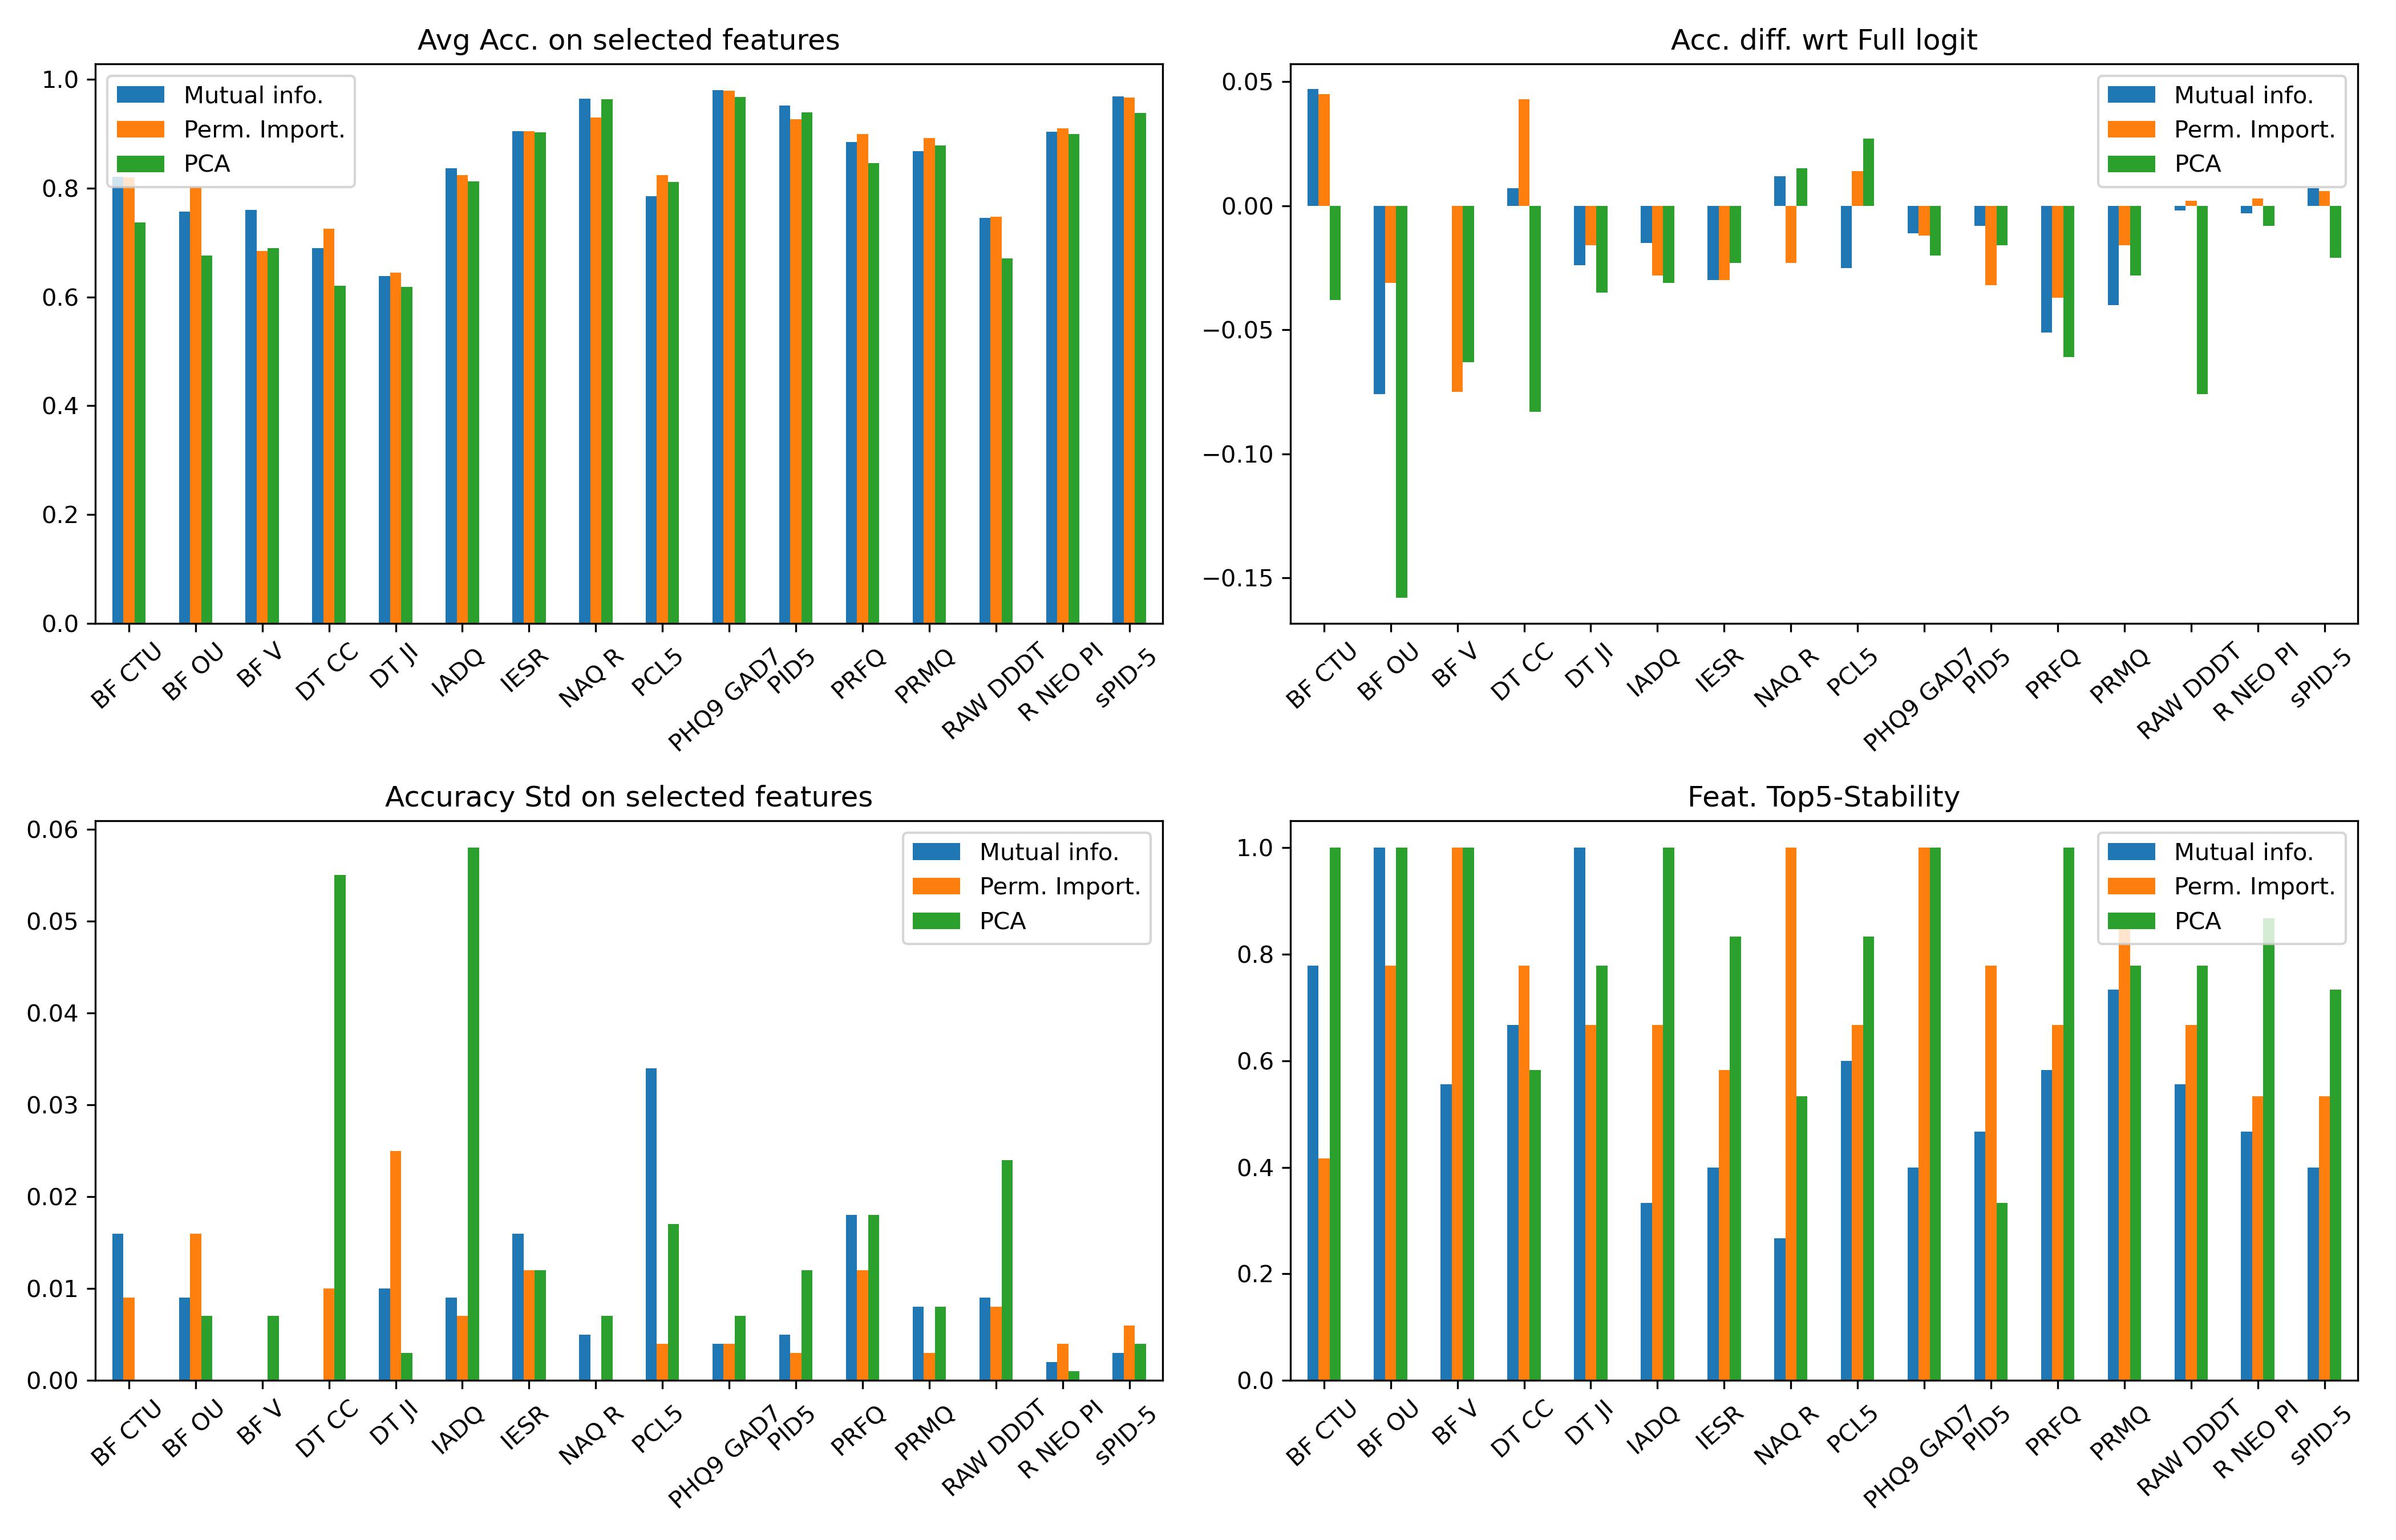 Avg Acc. on selected features
1.0
0.8
0.6
0.4
0.2
0.0
Mutual info.
Perm. Import.
PCA
BF CTU
BF OU
BF V
DT CC
DT JI
IADQ
IESR
NAQ R
PCL5
PHQ9 GAD7
PID5
PRFQ
PRMQ
RAW DDDT
R NEO PI
sPID-5
Acc. diff. wrt Full logit
0.05
0.00
−0.05
−0.10
−0.15
Mutual info.
Perm. Import.
PCA
BF CTU
BF OU
BF V
DT CC
DT JI
IADQ
IESR
NAQ R
PCL5
PHQ9 GAD7
PID5
PRFQ
PRMQ
RAW DDDT
R NEO PI
sPID-5
Accuracy Std on selected features
0.06
0.05
0.04
0.03
0.02
0.01
0.00
Mutual info.
Perm. Import.
PCA
BF CTU
BF OU
BF V
DT CC
DT JI
IADQ
IESR
NAQ R
PCL5
PHQ9 GAD7
PID5
PRFQ
PRMQ
RAW DDDT
R NEO PI
sPID-5
Feat. Top5-Stability
1.0
0.8
0.6
0.4
0.2
0.0
Mutual info.
Perm. Import.
PCA
BF CTU
BF OU
BF V
DT CC
DT JI
IADQ
IESR
NAQ R
PCL5
PHQ9 GAD7
PID5
PRFQ
PRMQ
RAW DDDT
R NEO PI
sPID-5